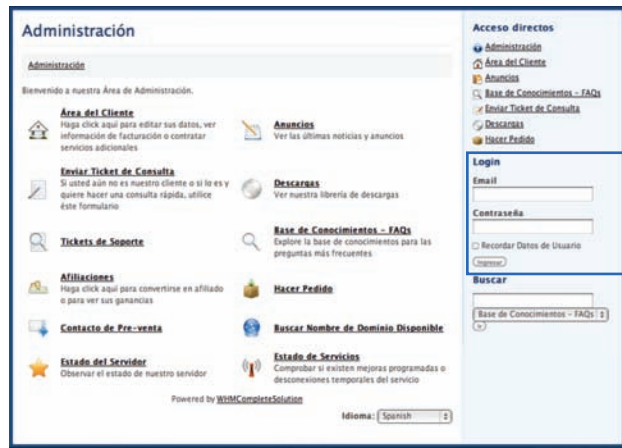 Administración
Administración
Bienvenido a nuestra Área de Administración.
Área del Cliente
Haga click aquí para editar sus datos, ver
información de facturación o contratar
servicios adicionales
Anuncios
Ver las últimas noticias y anuncios
Enviar Ticket de Consulta
Si usted aún no es nuestro cliente o si lo es y
quiere hacer una consulta rápida, utilice
éste formulario
Descargas
Ver nuestra librería de descargas
Tickets de Soporte
Base de Conocimientos - FAQs
Explore la base de conocimientos para las
preguntas más frecuentes
Afiliaciones
Haga click aquí para convertirse en afiliado
o para ver sus ganancias
Hacer Pedido
Contacto de Pre-venta
Buscar Nombre de Dominio Disponible
Estado del Servidor
Observar el estado de nuestro servidor
Estado de Servicios
Comprobar si existen mejoras programadas o
desconexiones temporales del servicio
Powered by WHMCompleteSolution
Idioma: Spanish
Acceso directos
Administración
Área del Cliente
Anuncios
Base de Conocimientos - FAQs
Enviar Ticket de Consulta
Descargas
Hacer Pedido
Login
Email
Contraseña
Recordar Datos de Usuario
Ingresar
Buscar
Base de Conocimientos - FAQs